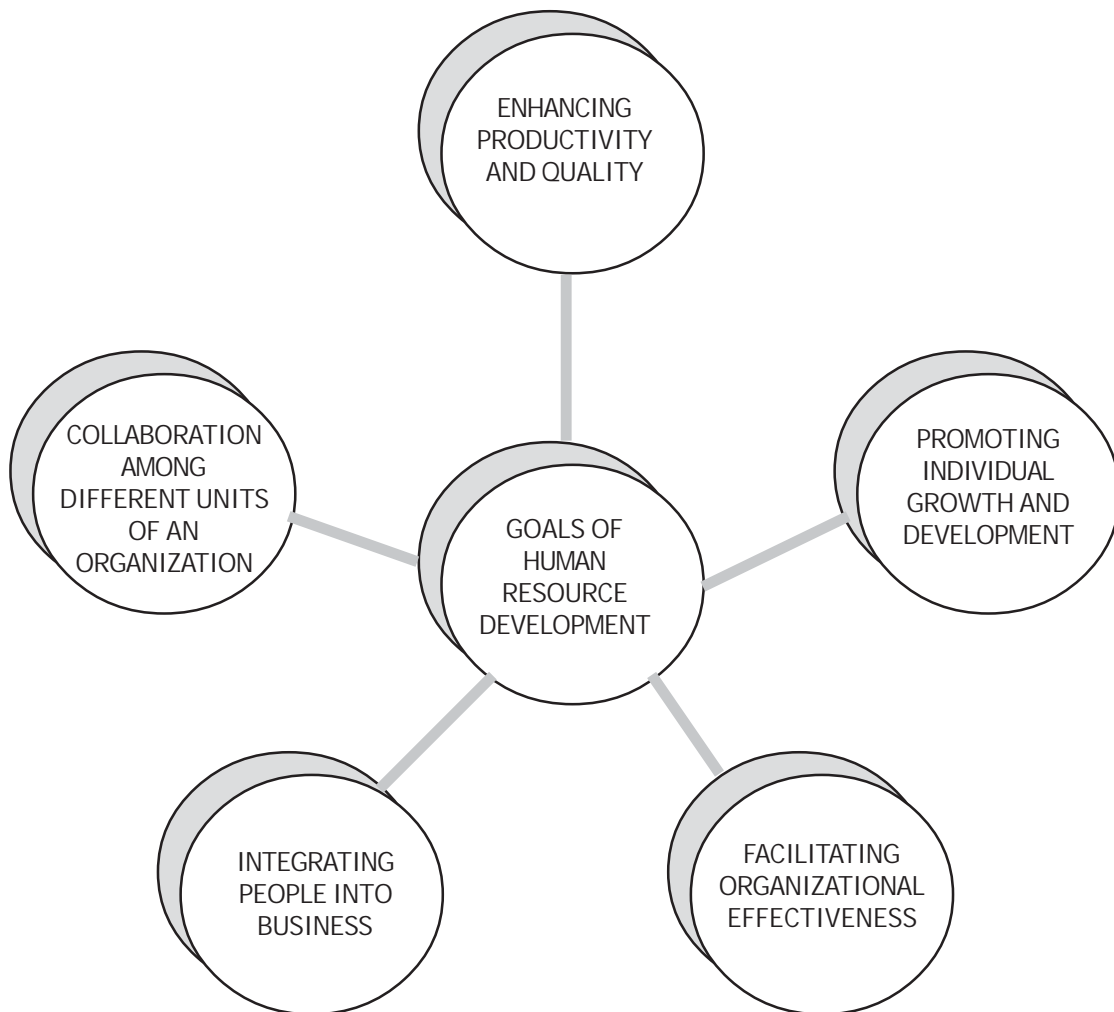 ENHANCING
PRODUCTIVITY
AND QUALITY
COLLABORATION
AMONG
DIFFERENT UNITS
OF AN
ORGANIZATION
PROMOTING
INDIVIDUAL
GROWTH AND
DEVELOPMENT
GOALS OF
HUMAN
RESOURCE
DEVELOPMENT
INTEGRATING
PEOPLE INTO
BUSINESS
FACILITATING
ORGANIZATIONAL
EFFECTIVENESS